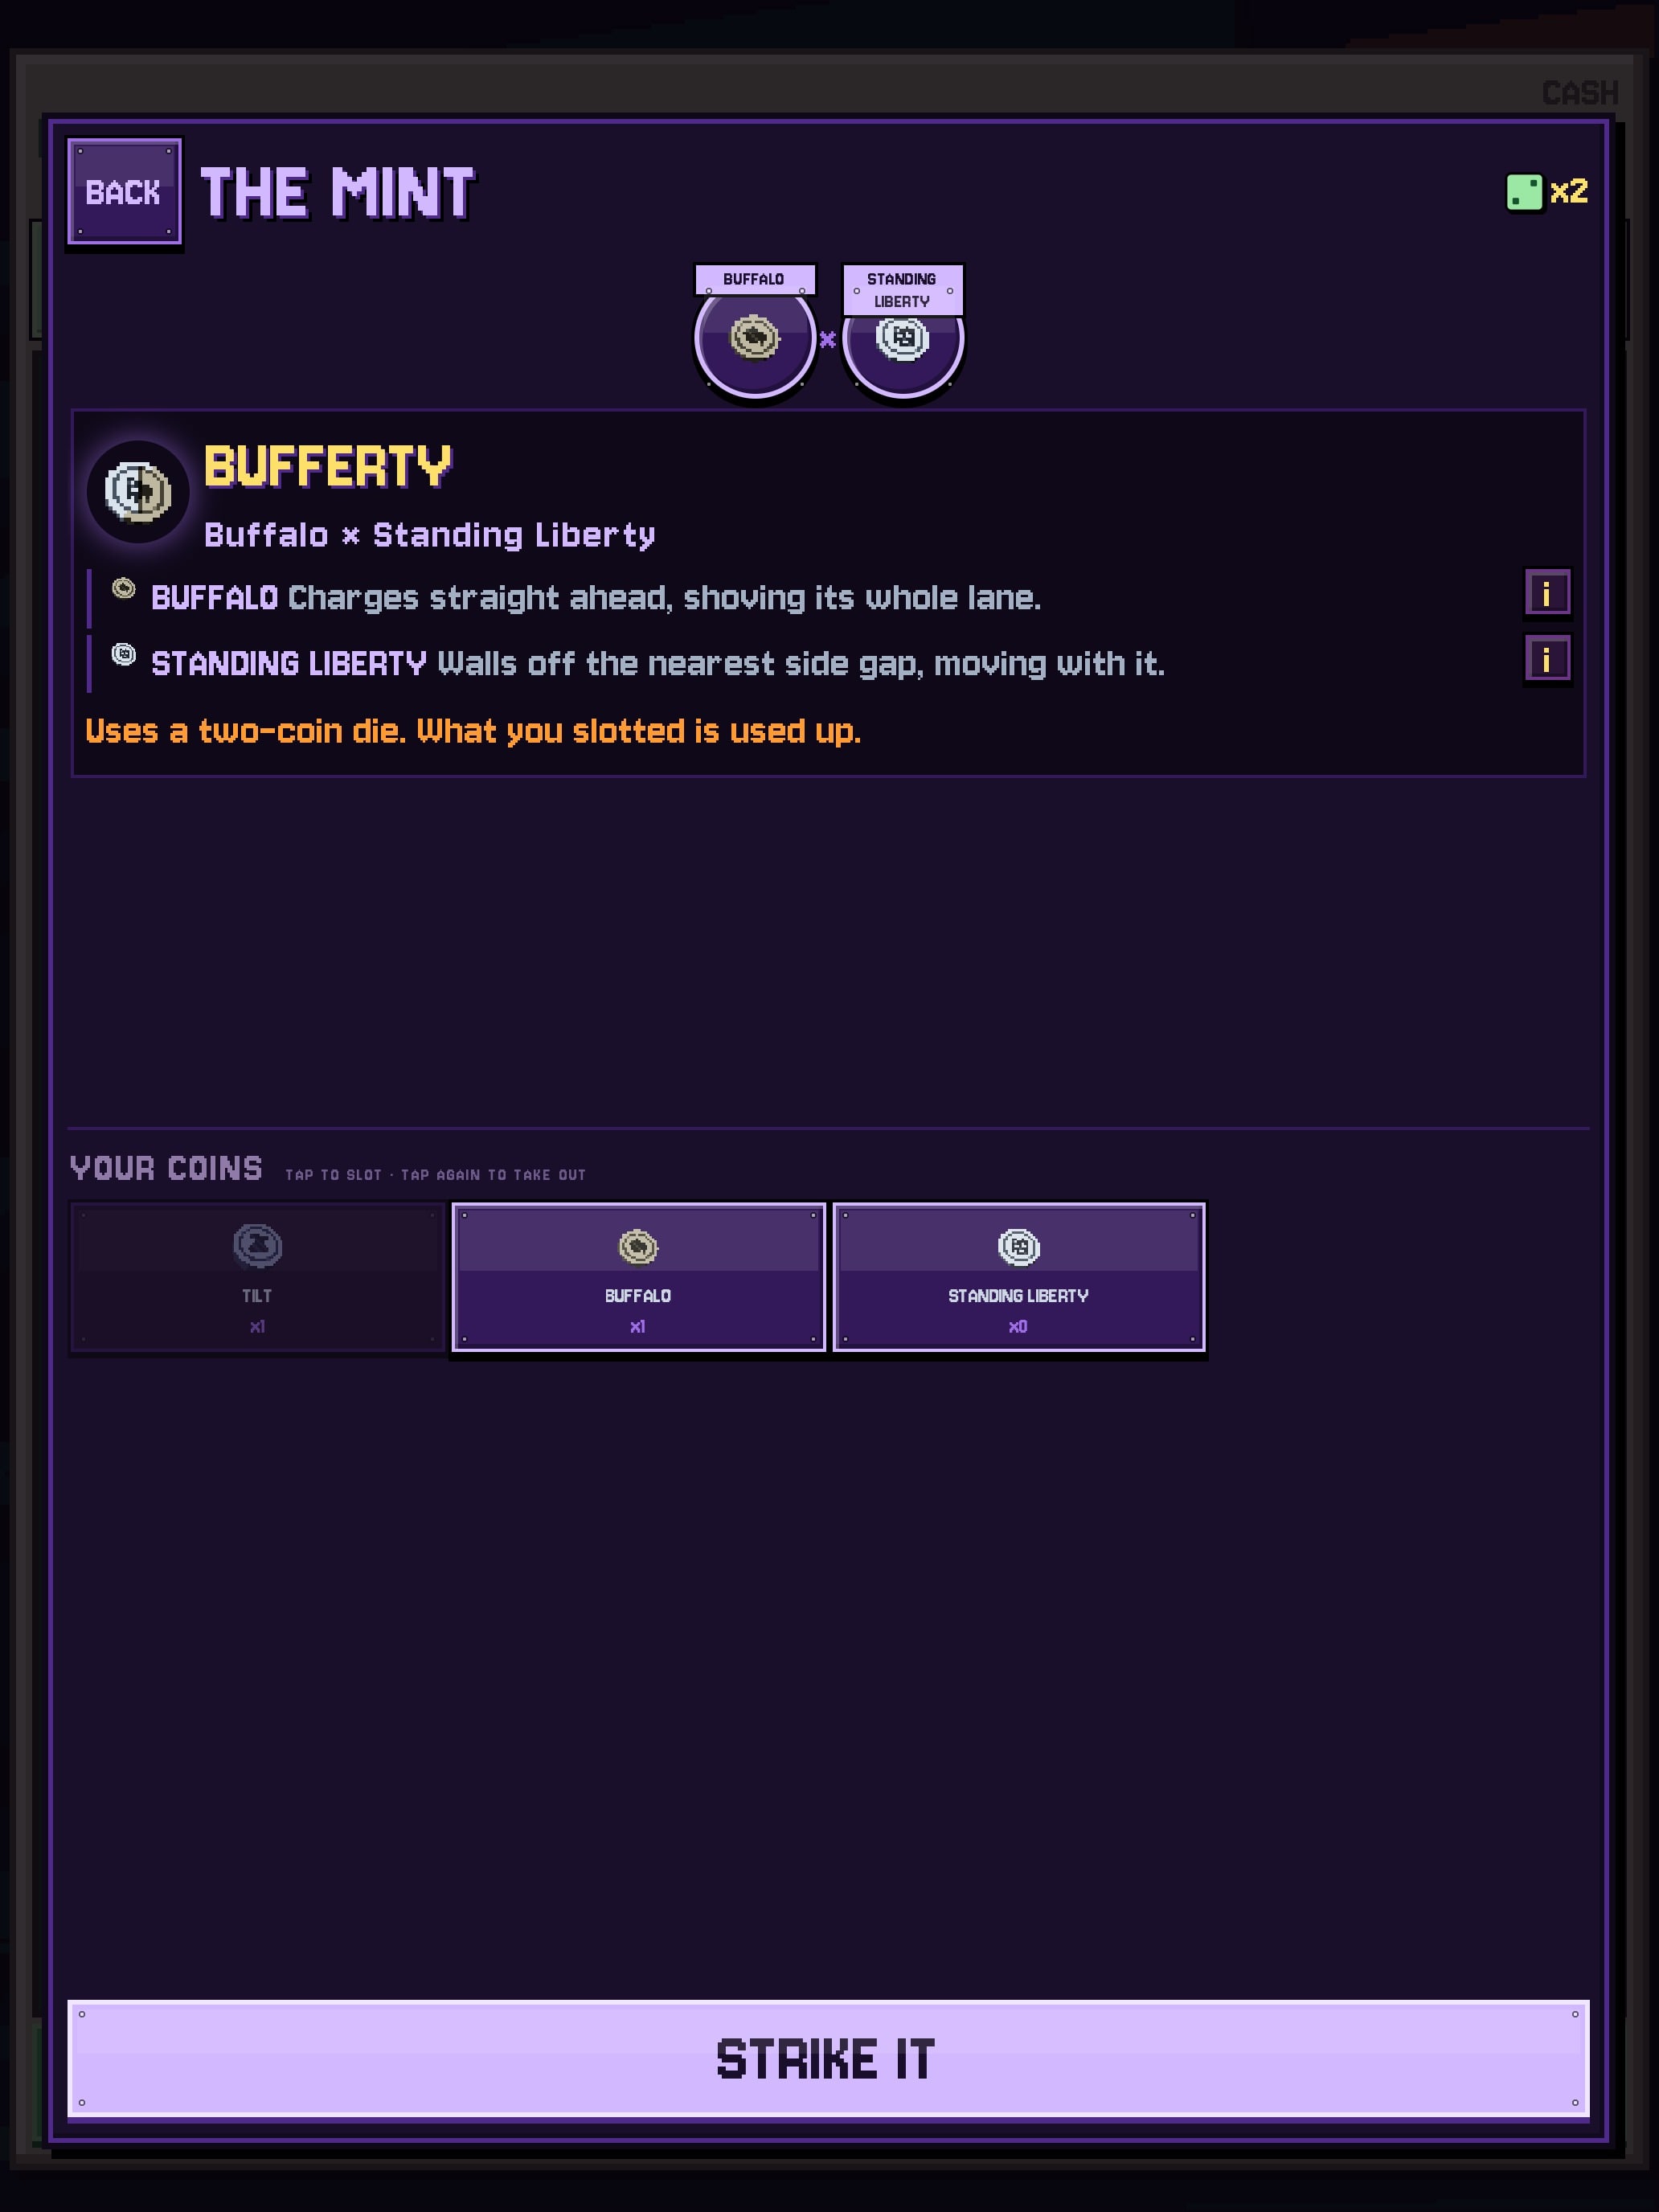 CASH
BACK
THE MINT
x2
BUFFALO
STANDING
LIBERTY
x
BUFFERTY
Buffalo × Standing Liberty
BUFFALO Charges straight ahead, shoving its whole lane.
i
STANDING LIBERTY Walls off the nearest side gap, moving with it.
i
Uses a two-coin die. What you slotted is used up.
YOUR COINS TAP TO SLOT · TAP AGAIN TO TAKE OUT
TILT
x1
BUFFALO
x1
STANDING LIBERTY
x0
STRIKE IT